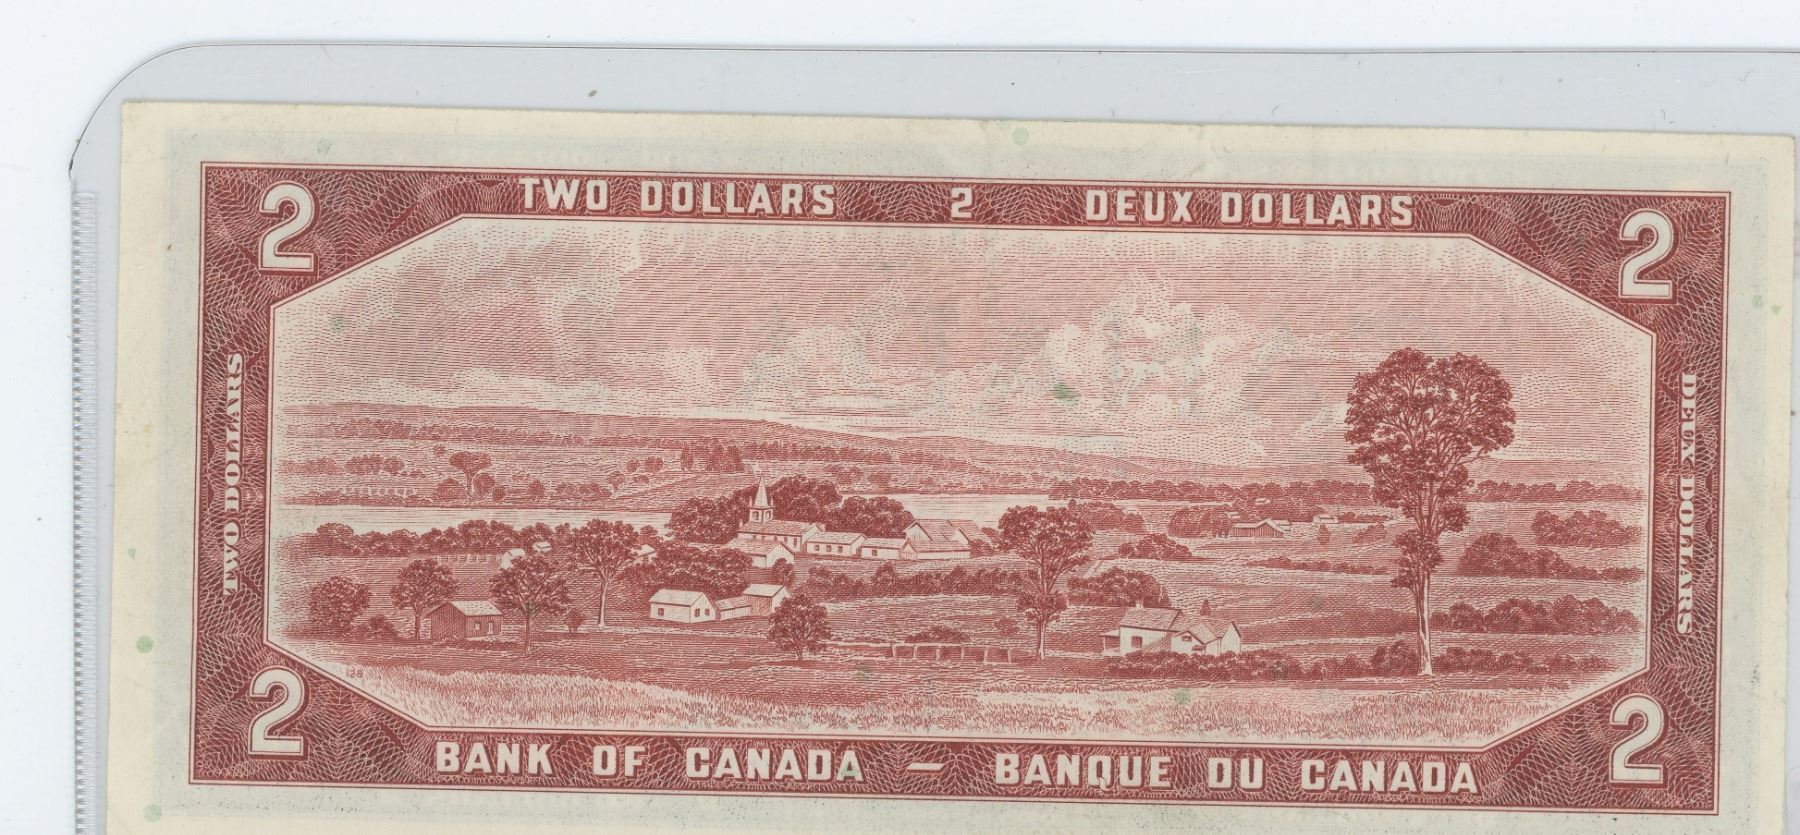 TWO DOLLARS 2 DEUX DOLLARS
2
2
TWO DOLLARS
DEUX DOLLARS
128
2
2
BANK OF CANADA – BANQUE DU CANADA